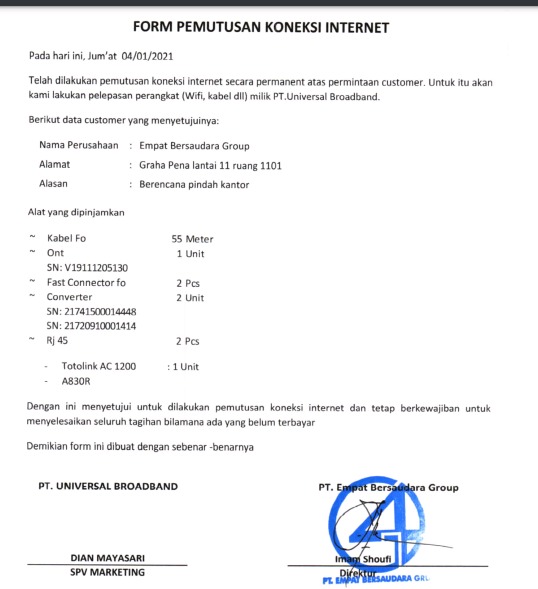 FORM PEMUTUSAN KONEKSI INTERNET
Pada hari ini, Jum'at 04/01/2021
Telah dilakukan pemutusan koneksi internet secara permanent atas permintaan customer. Untuk itu akan
kami lakukan pelepasan perangkat (Wifi, kabel dll) milik PT.Universal Broadband.
Berikut data customer yang menyetujuinya:
Nama Perusahaan : Empat Bersaudara Group
Alamat : Graha Pena lantai 11 ruang 1101
Alasan : Berencana pindah kantor
Alat yang dipinjamkan
~ Kabel Fo 55 Meter
~ Ont 1 Unit
SN: V19111205130
~ Fast Connector fo 2 Pcs
~ Converter 2 Unit
SN: 21741500014448
SN: 21720910001414
~ Rj 45 2 Pcs
- Totolink AC 1200 : 1 Unit
- A830R
Dengan ini menyetujui untuk dilakukan pemutusan koneksi internet dan tetap berkewajiban untuk
menyelesaikan seluruh tagihan bilamana ada yang belum terbayar
Demikian form ini dibuat dengan sebenar -benarnya
PT. UNIVERSAL BROADBAND PT. Empat Bersaudara Group
DIAN MAYASARI Imam Shoufi
SPV MARKETING Direktur
PT. EMPAT BERSAUDARA GRU